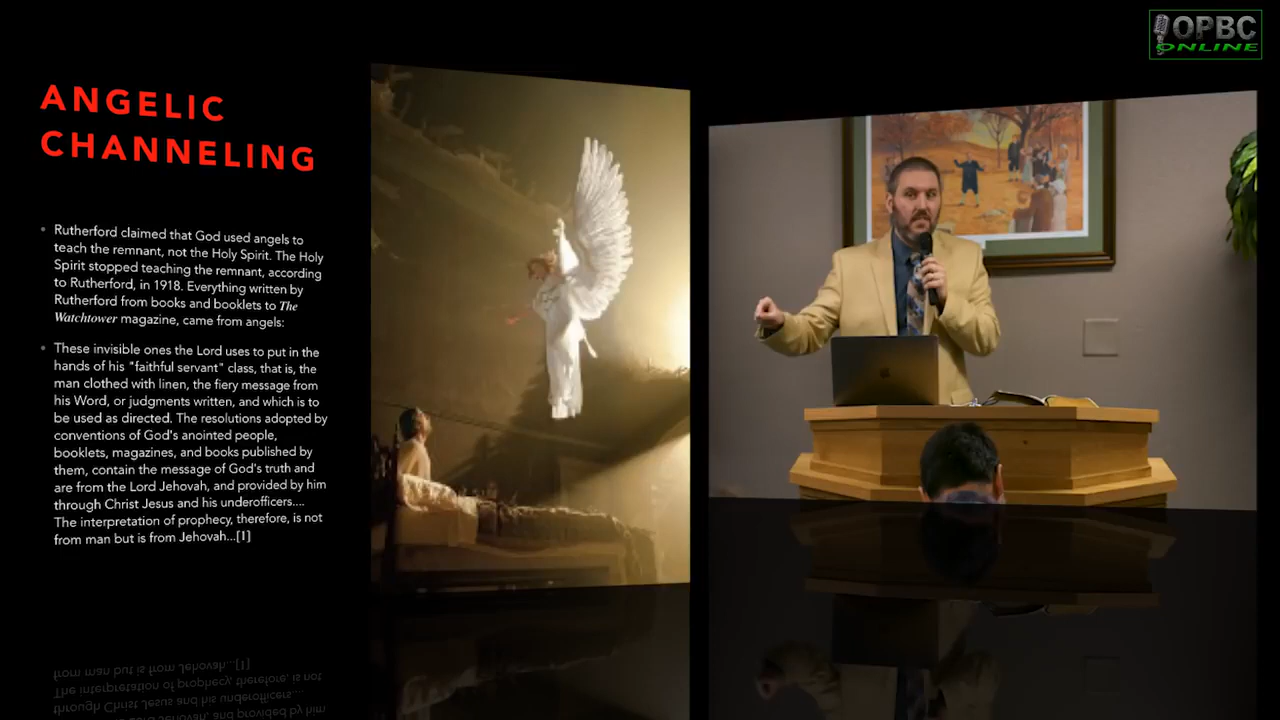 OPBC
ONLINE
ANGELIC
CHANNELING
• Rutherford claimed that God used angels to
teach the remnant, not the Holy Spirit. The Holy
Spirit stopped teaching the remnant, according
to Rutherford, in 1918. Everything written by
Rutherford from books and booklets to The
Watchtower magazine, came from angels:
• These invisible ones the Lord uses to put in the
hands of his "faithful servant" class, that is, the
man clothed with linen, the fiery message from
his Word, or judgments written, and which is to
be used as directed. The resolutions adopted by
conventions of God's anointed people,
booklets, magazines, and books published by
them, contain the message of God's truth and
are from the Lord Jehovah, and provided by him
through Christ Jesus and his underofficers....
The interpretation of prophecy, therefore, is not
from man but is from Jehovah...[1]